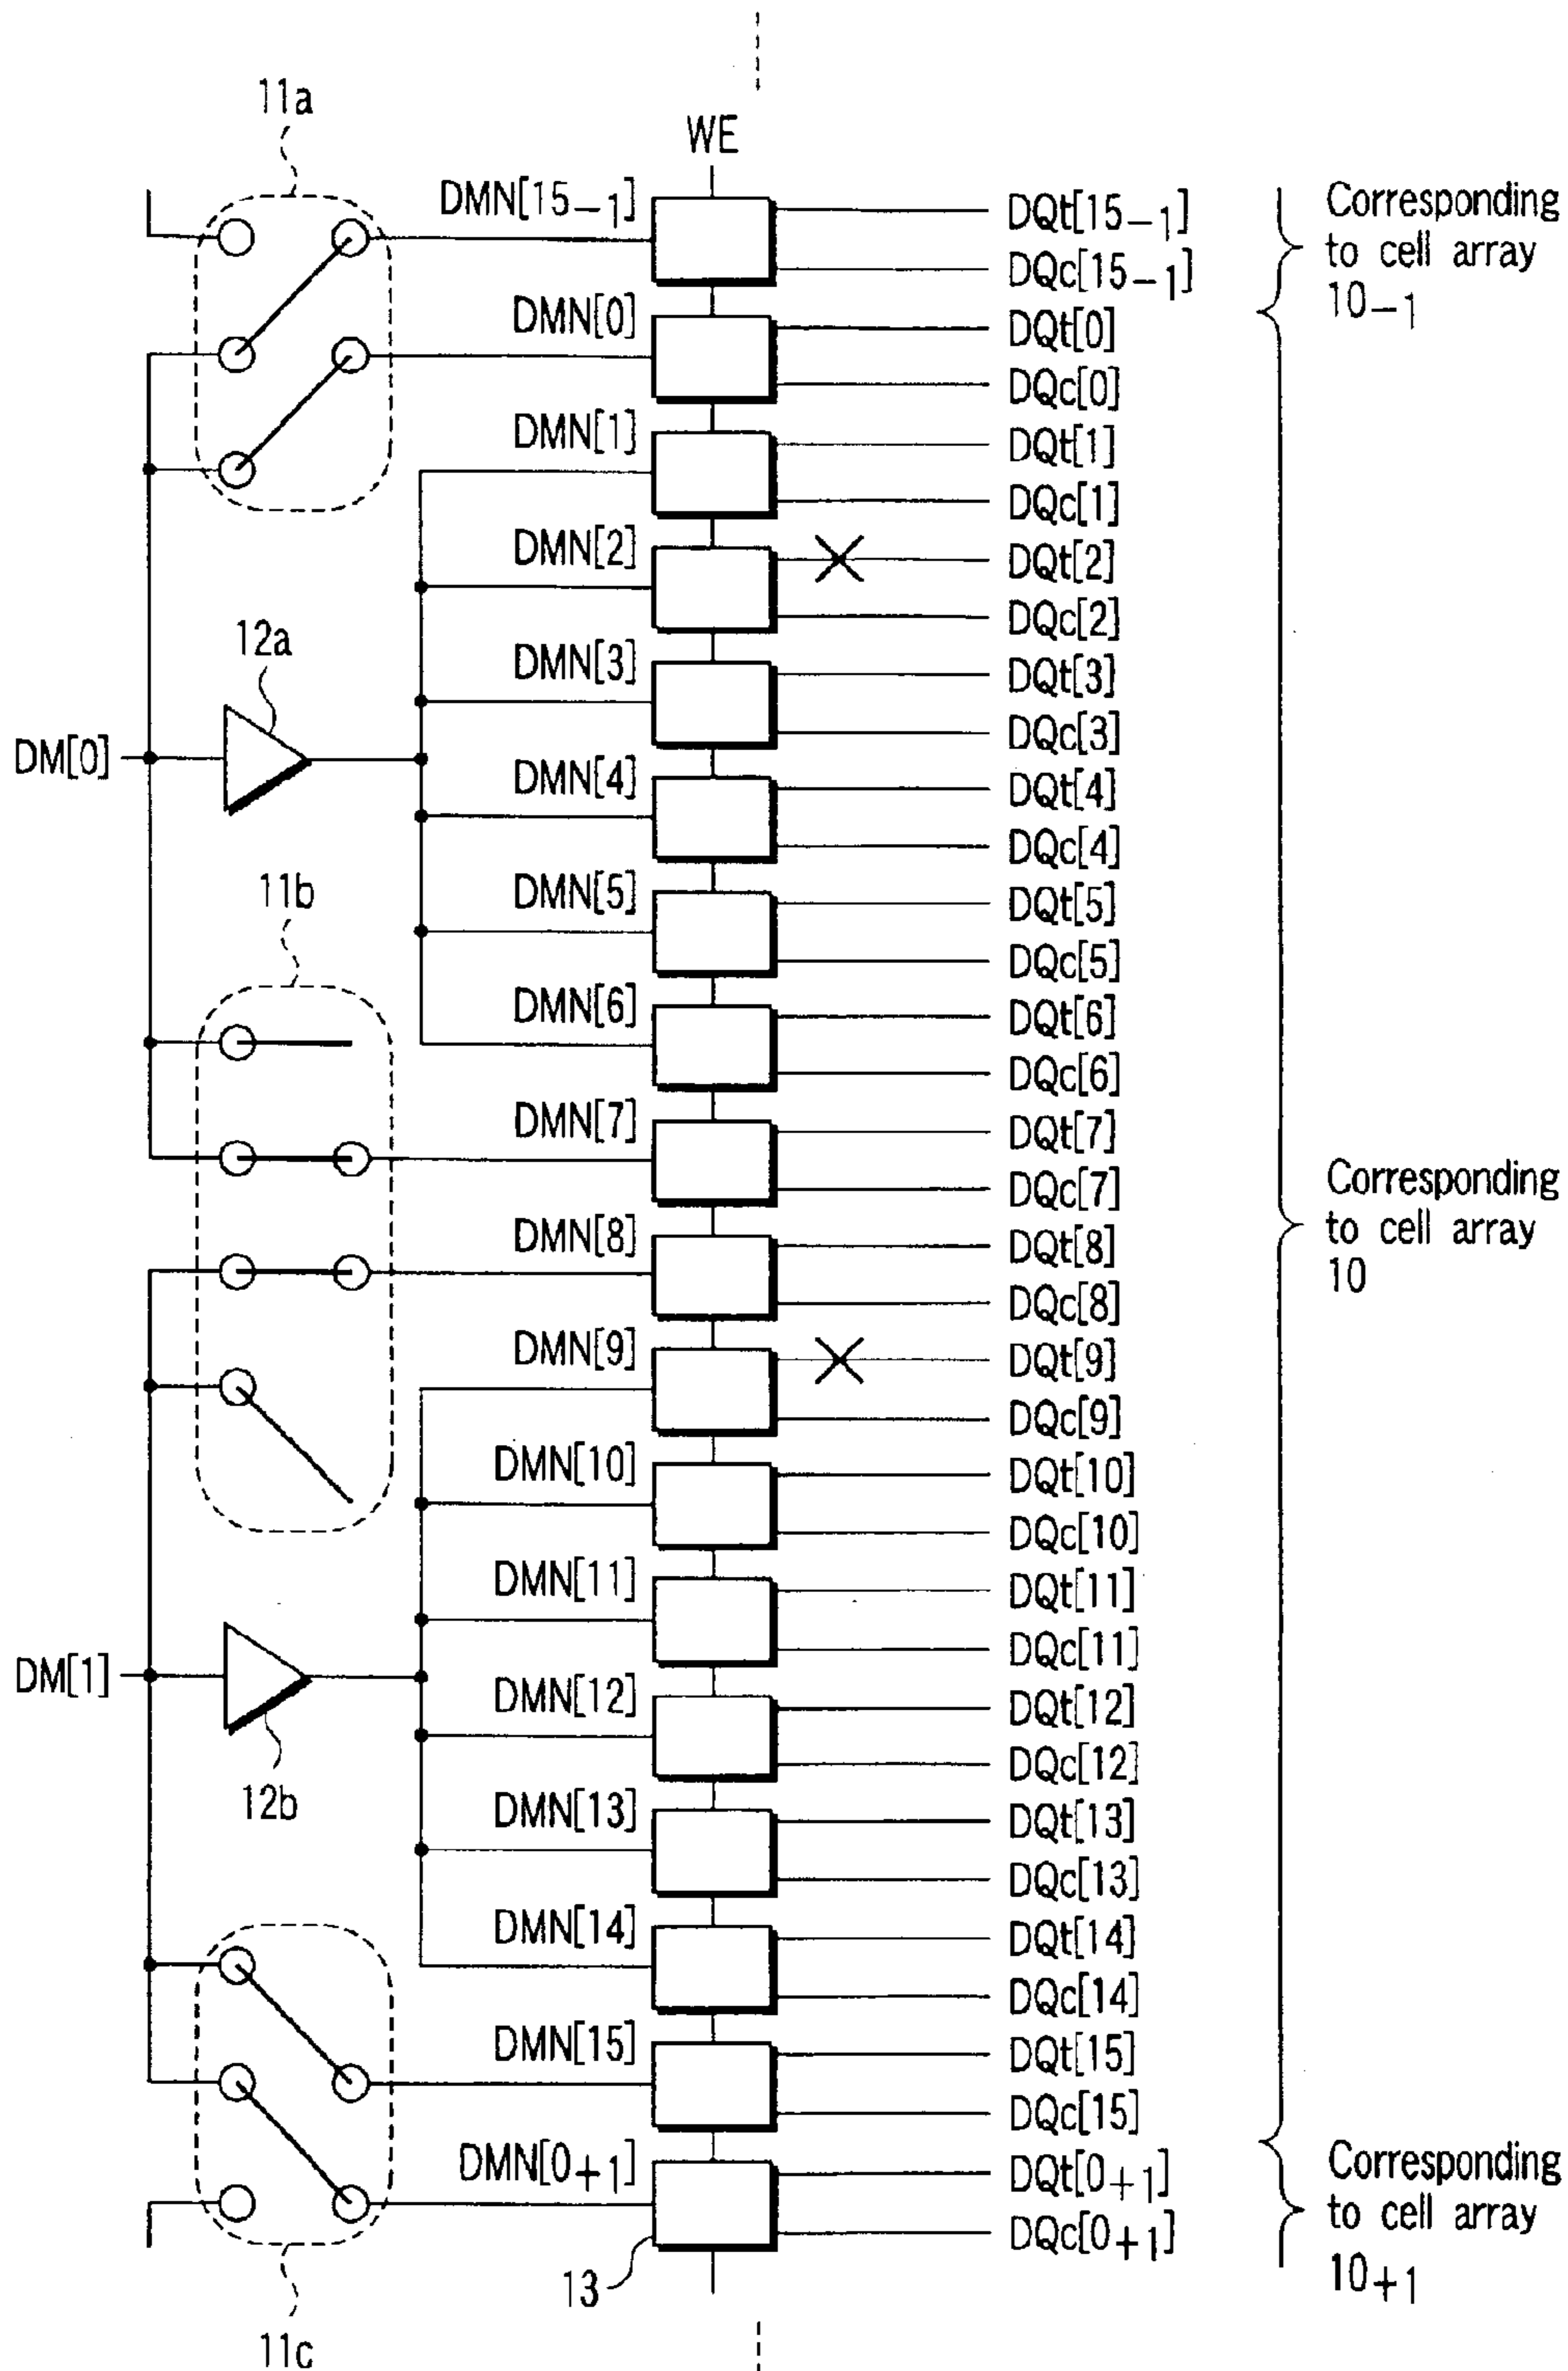 11a
WE
DMN[15-1]
DQt[15-1]
DQc[15-1]
Corresponding
to cell array
10-1
DMN[0]
DQt[0]
DQc[0]
DMN[1]
DQt[1]
DQc[1]
DMN[2]
DQt[2]
DQc[2]
12a
DMN[3]
DQt[3]
DQc[3]
DM[0]
DMN[4]
DQt[4]
DQc[4]
11b
DMN[5]
DQt[5]
DQc[5]
DMN[6]
DQt[6]
DQc[6]
DMN[7]
DQt[7]
DQc[7]
Corresponding
to cell array
10
DMN[8]
DQt[8]
DQc[8]
DMN[9]
DQt[9]
DQc[9]
DMN[10]
DQt[10]
DQc[10]
DMN[11]
DQt[11]
DQc[11]
DM[1]
DMN[12]
DQt[12]
DQc[12]
12b
DMN[13]
DQt[13]
DQc[13]
DMN[14]
DQt[14]
DQc[14]
DMN[15]
DQt[15]
DQc[15]
DMN[0+1]
DQt[0+1]
DQc[0+1]
Corresponding
to cell array
10+1
13
11c